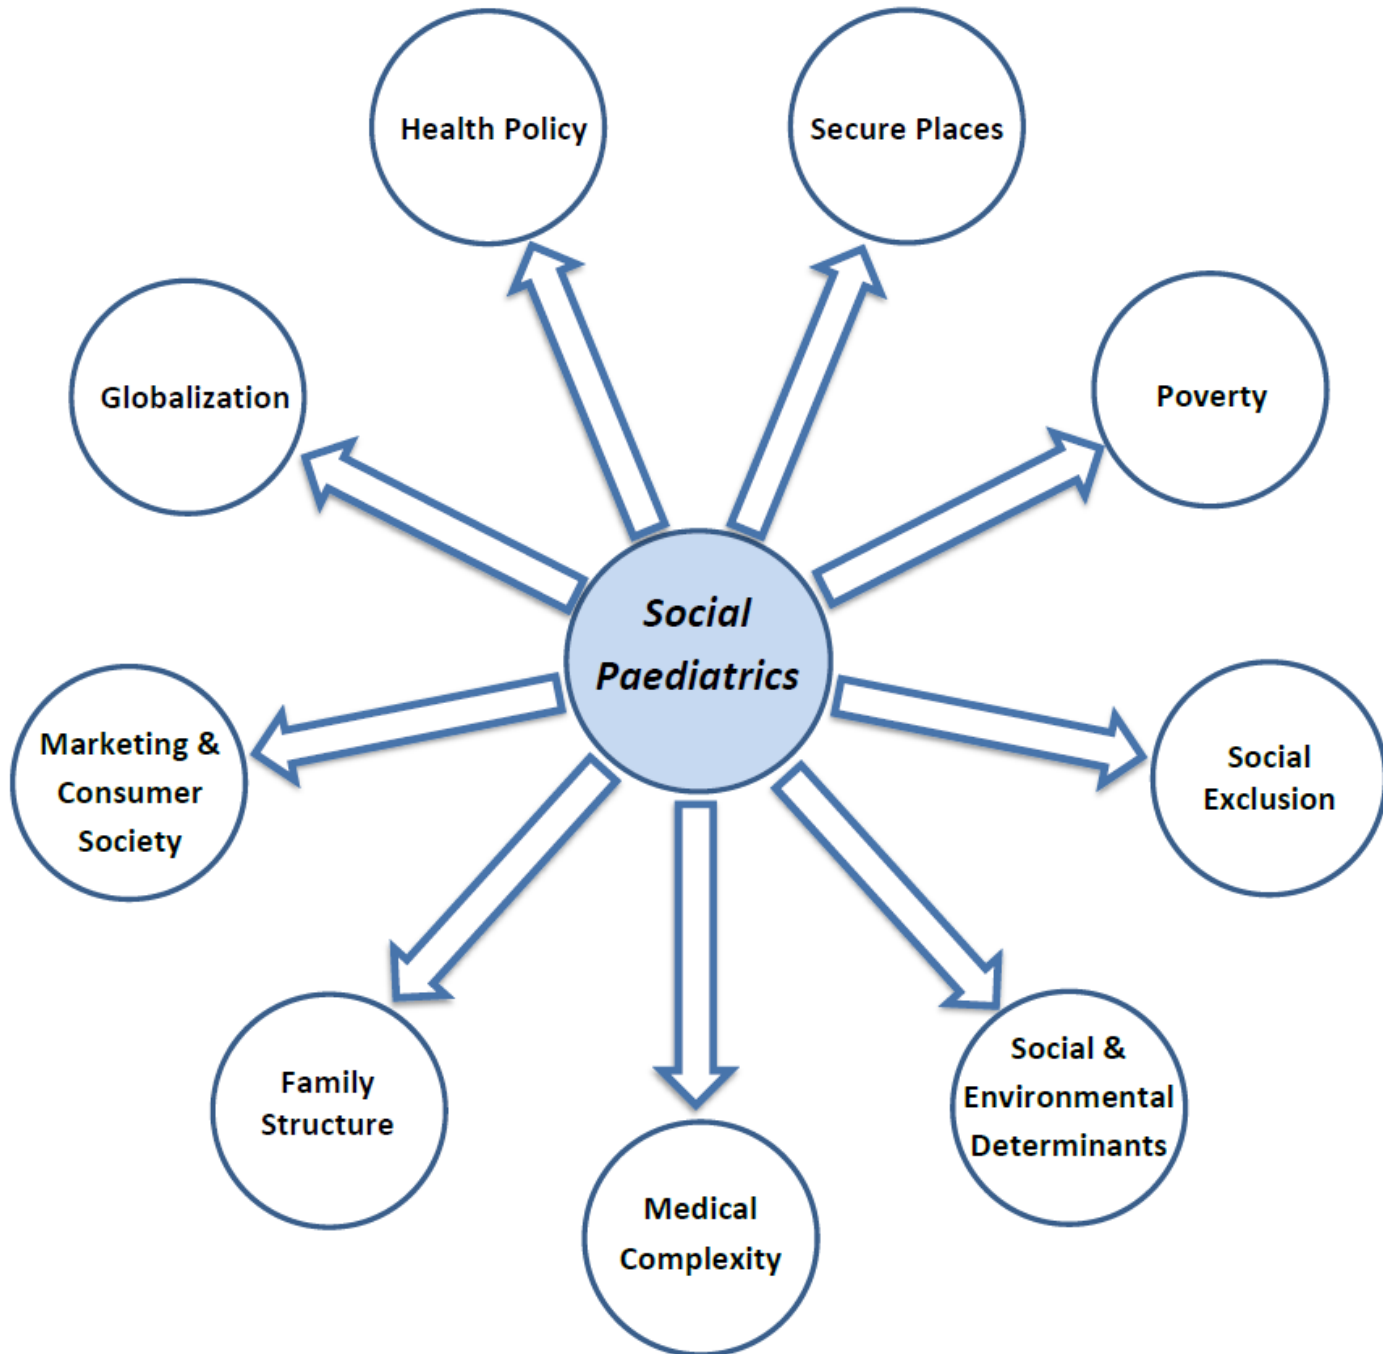 Health Policy
Secure Places
Globalization
Poverty
Social
Paediatrics
Marketing &
Consumer
Society
Social
Exclusion
Family
Structure
Social &
Environmental
Determinants
Medical
Complexity